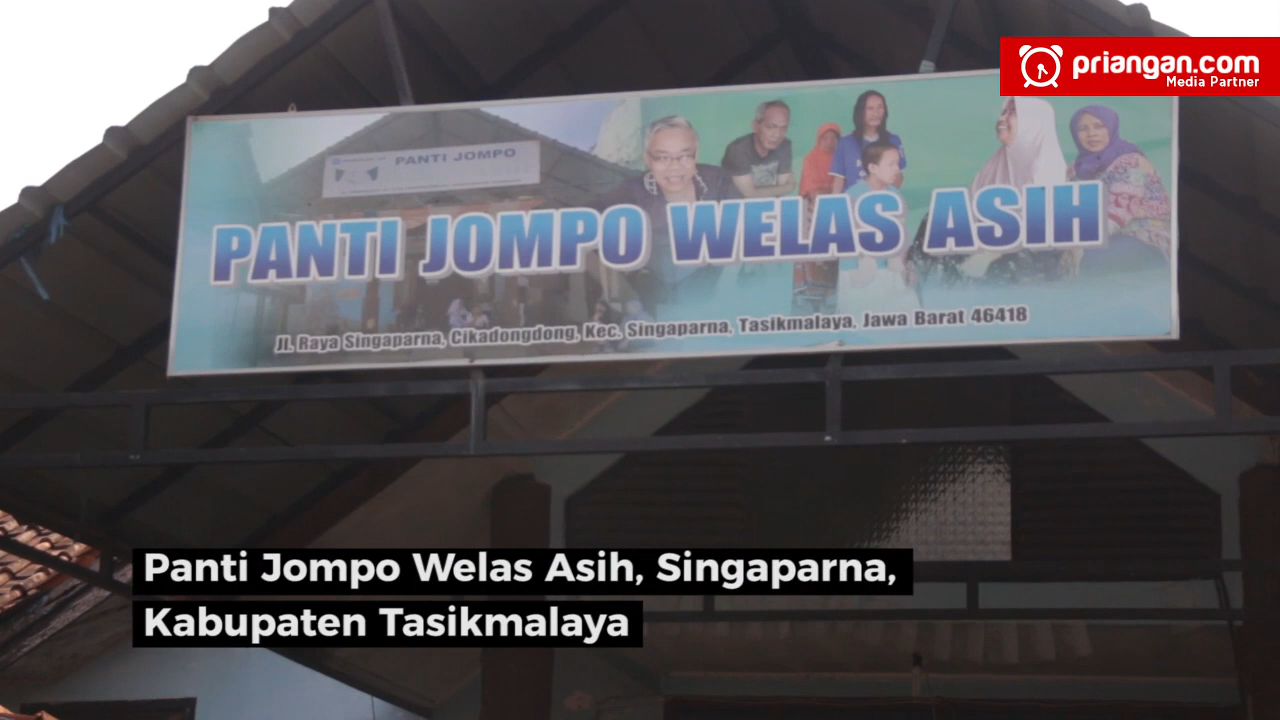 priangan.com
Media Partner
PANTI JOMPO
PANTI JOMPO WELAS ASIH
Jl. Raya Singaparna, Cikadongdong, Kec. Singaparna, Tasikmalaya, Jawa Barat 46418
Panti Jompo Welas Asih, Singaparna,
Kabupaten Tasikmalaya